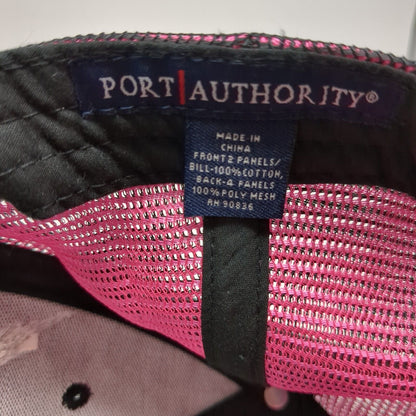 PORT AUTHORITY®
MADE IN
CHINA
FRONT 2 PANELS/
BILL-100% COTTON,
BACK-4 PANELS
100% POLY MESH
RN 90836